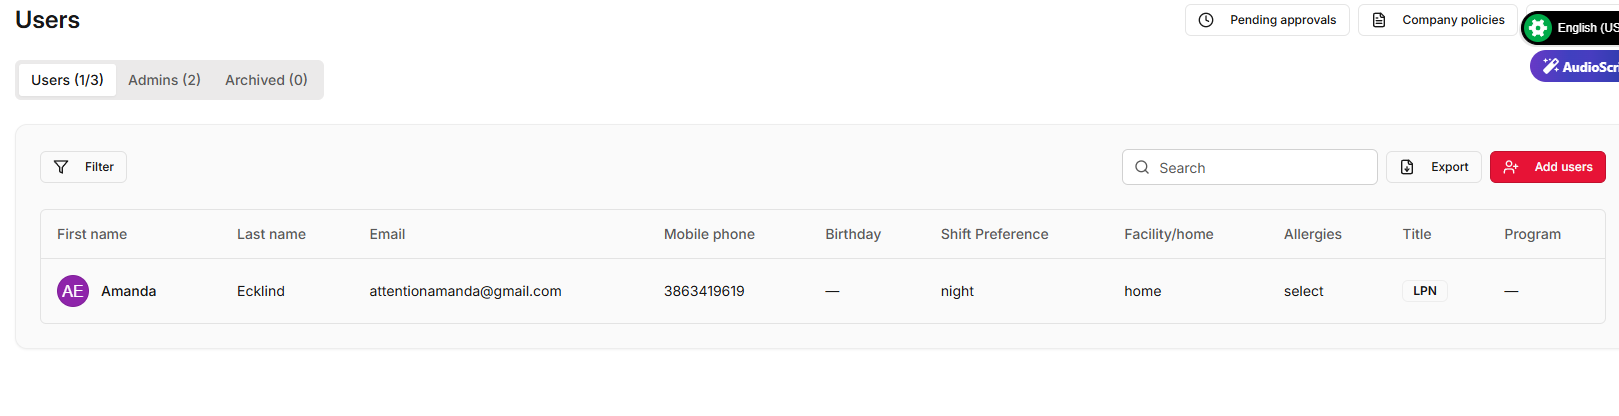 Users
Pending approvals
Company policies
English (US
AudioScri
Users (1/3)
Admins (2)
Archived (0)
Filter
Search
Export
Add users
First name Last name Email Mobile phone Birthday Shift Preference Facility/home Allergies Title Program
AE Amanda Ecklind attentionamanda@gmail.com 3863419619 — night home select LPN —